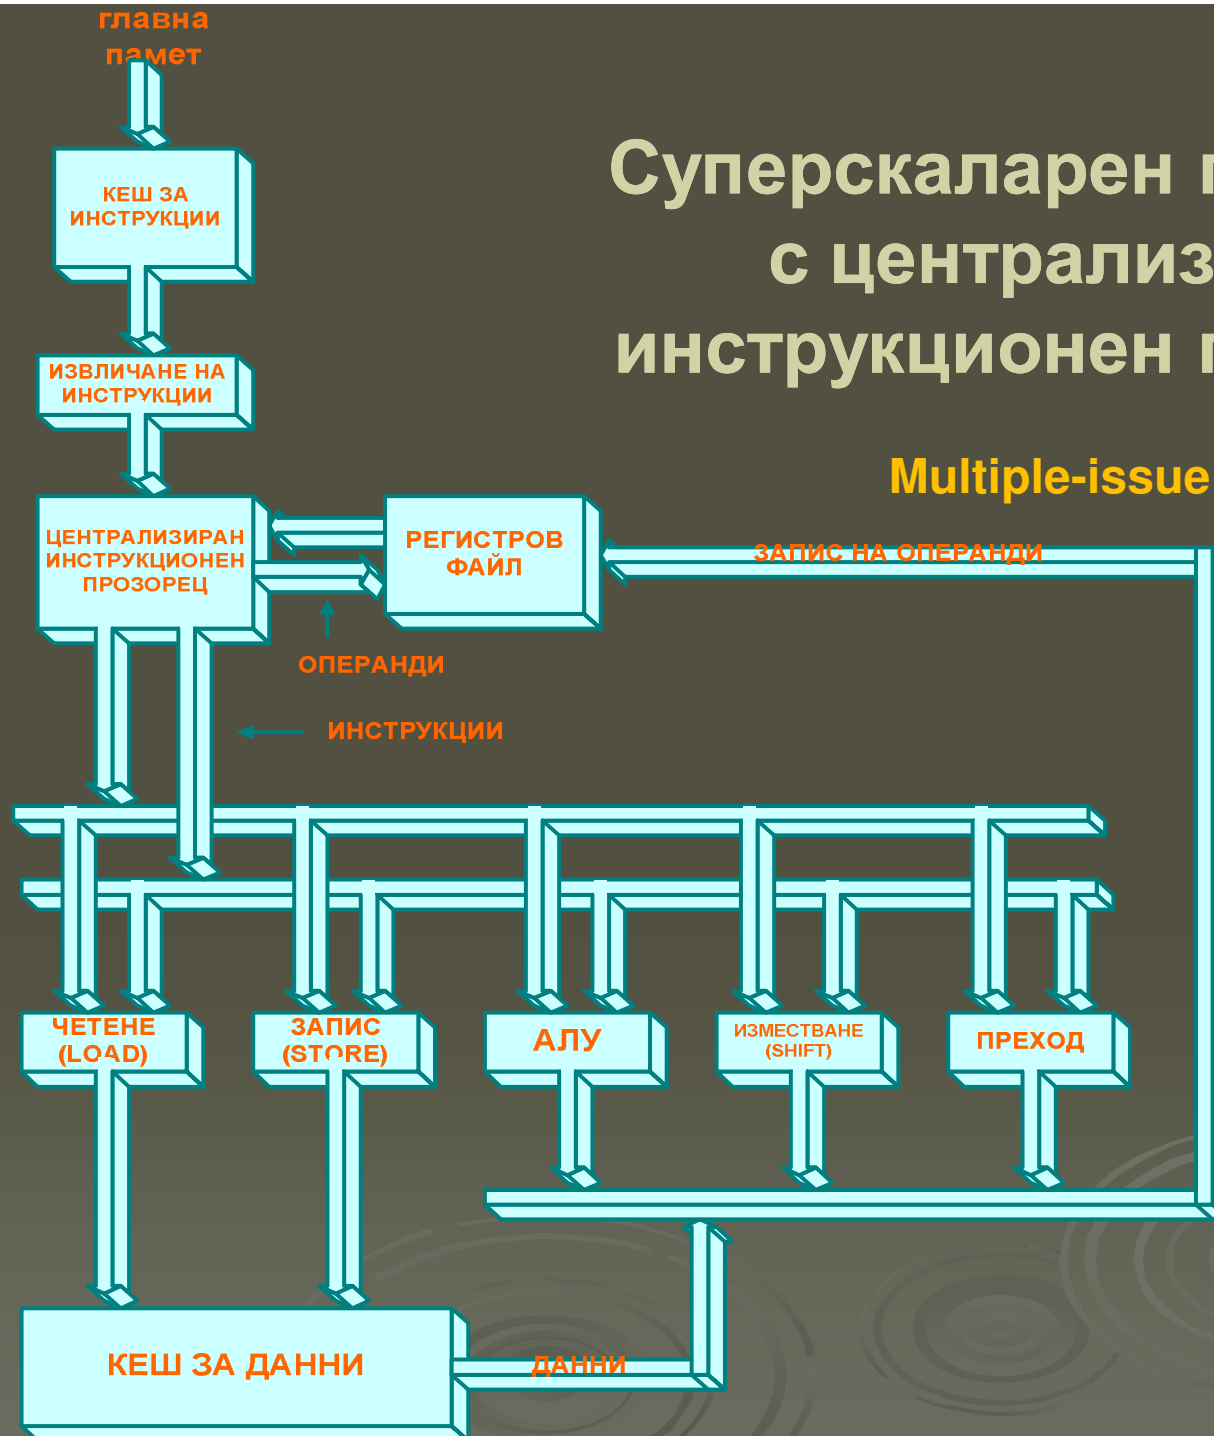 главна
памет
КЕШ ЗА
ИНСТРУКЦИИ
Суперскаларен
с централиз
инструкционен
ИЗВЛИЧАНЕ НА
ИНСТРУКЦИИ
Multiple-issue
ЦЕНТРАЛИЗИРАН
ИНСТРУКЦИОНЕН
ПРОЗОРЕЦ
РЕГИСТРОВ
ФАЙЛ
ЗАПИС НА ОПЕРАНДИ
ОПЕРАНДИ
ИНСТРУКЦИИ
ЧЕТЕНЕ
(LOAD)
ЗАПИС
(STORE)
АЛУ
ИЗМЕСТВАНЕ
(SHIFT)
ПРЕХОД
КЕШ ЗА ДАННИ
ДАННИ